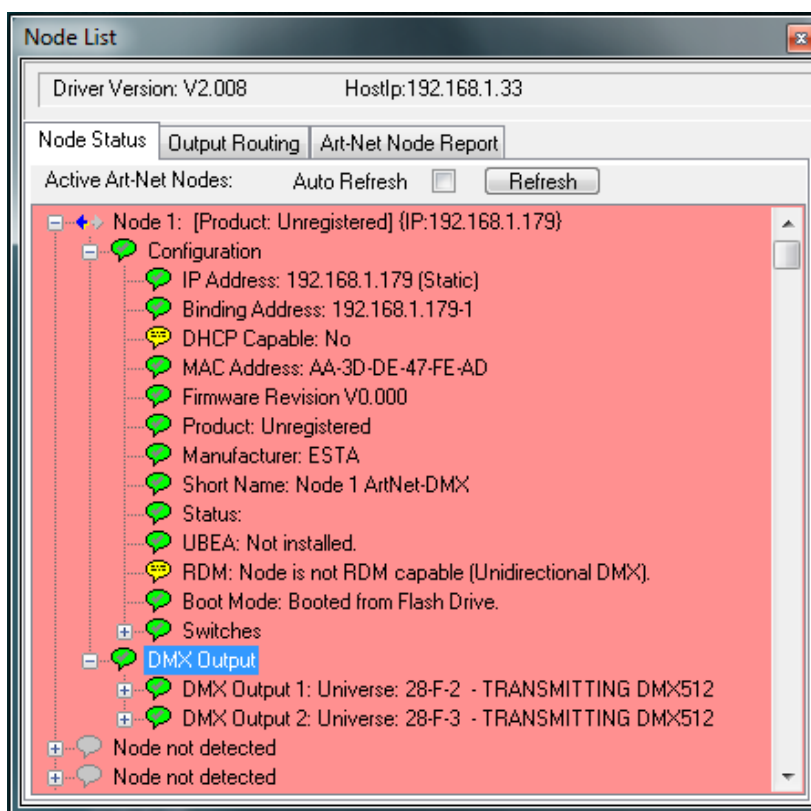 Node List
Driver Version: V2.008 HostIp:192.168.1.33
Node Status Output Routing Art-Net Node Report
Active Art-Net Nodes: Auto Refresh Refresh
Node 1: [Product: Unregistered] {IP:192.168.1.179}
Configuration
IP Address: 192.168.1.179 (Static)
Binding Address: 192.168.1.179-1
DHCP Capable: No
MAC Address: AA-3D-DE-47-FE-AD
Firmware Revision V0.000
Product: Unregistered
Manufacturer: ESTA
Short Name: Node 1 ArtNet-DMX
Status:
UBEA: Not installed.
RDM: Node is not RDM capable (Unidirectional DMX).
Boot Mode: Booted from Flash Drive.
Switches
DMX Output
DMX Output 1: Universe: 28-F-2 - TRANSMITTING DMX512
DMX Output 2: Universe: 28-F-3 - TRANSMITTING DMX512
Node not detected
Node not detected